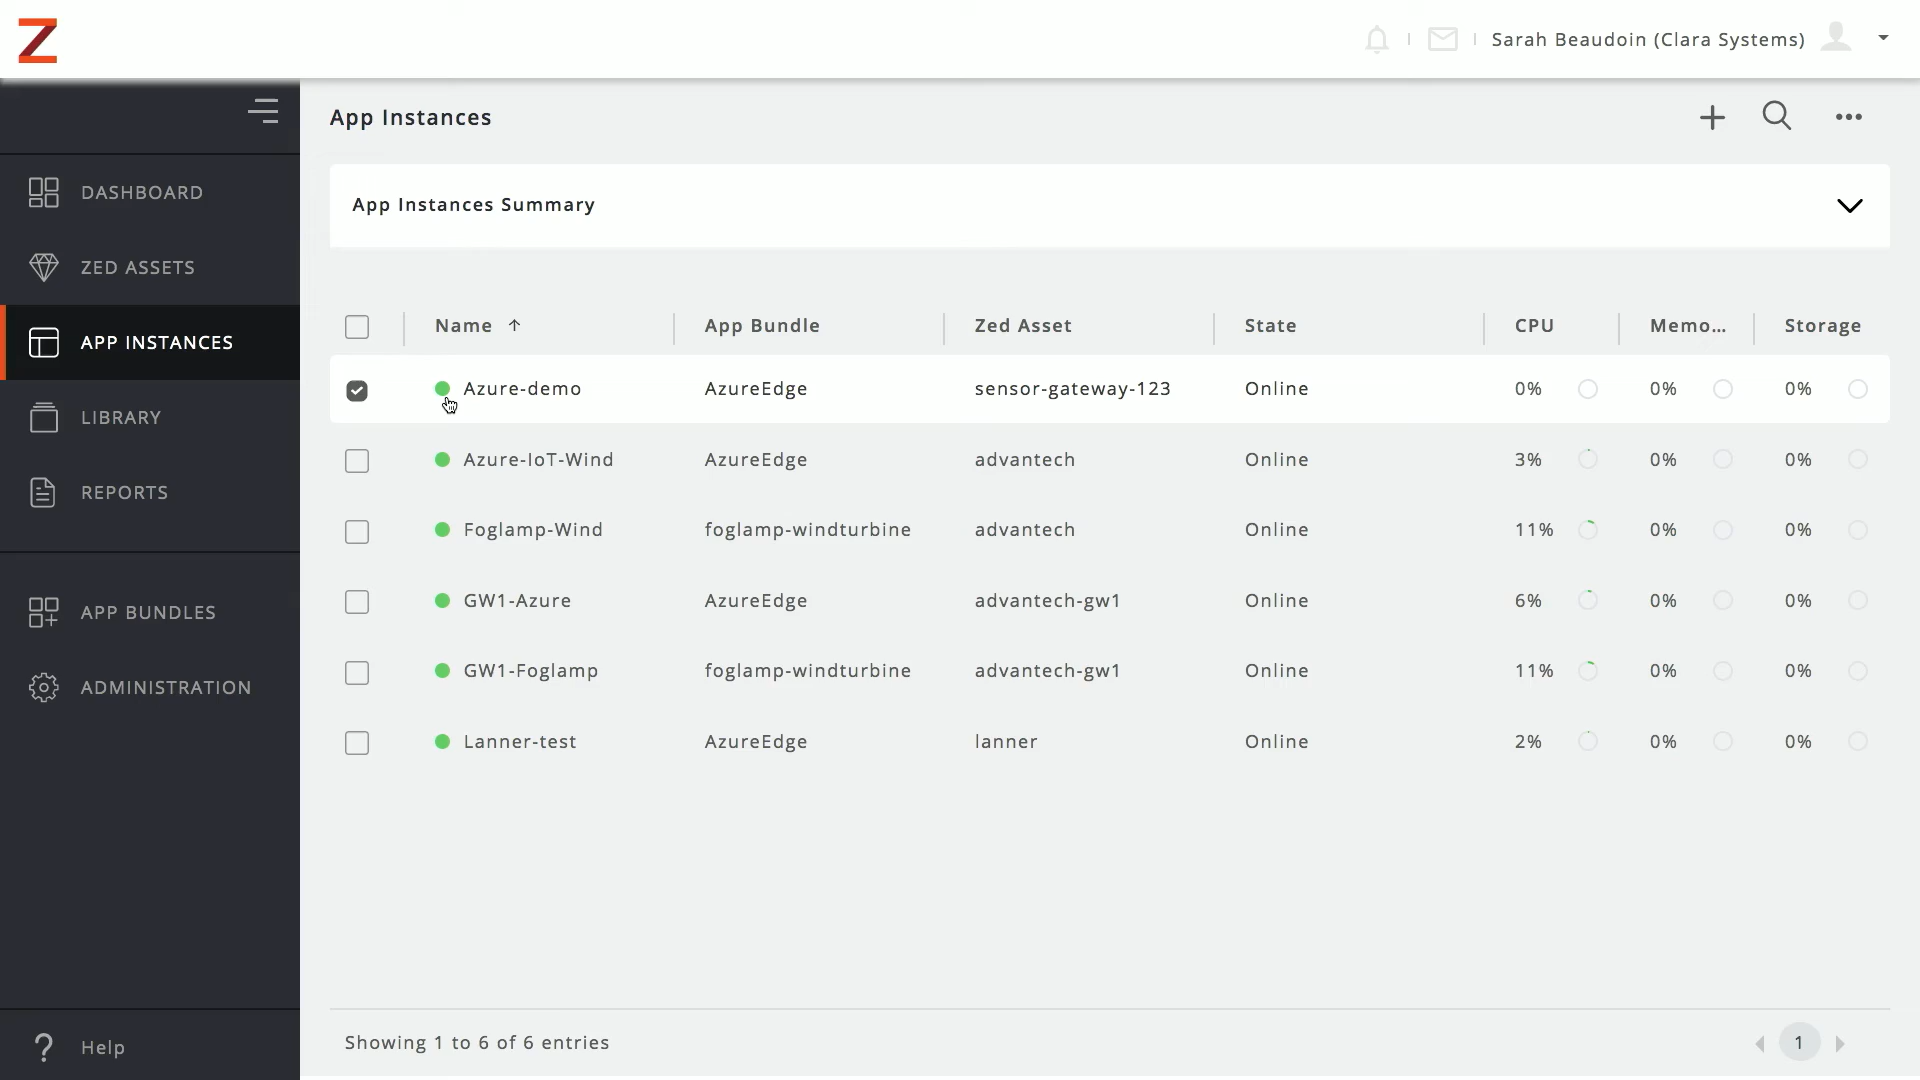 Z
Sarah Beaudoin (Clara Systems)
App Instances
DASHBOARD
ZED ASSETS
APP INSTANCES
LIBRARY
REPORTS
APP BUNDLES
ADMINISTRATION
? Help
App Instances Summary
Name ↑ App Bundle Zed Asset State CPU Memo... Storage
Azure-demo AzureEdge sensor-gateway-123 Online 0% 0% 0%
Azure-IoT-Wind AzureEdge advantech Online 3% 0% 0%
Foglamp-Wind foglamp-windturbine advantech Online 11% 0% 0%
GW1-Azure AzureEdge advantech-gw1 Online 6% 0% 0%
GW1-Foglamp foglamp-windturbine advantech-gw1 Online 11% 0% 0%
Lanner-test AzureEdge lanner Online 2% 0% 0%
Showing 1 to 6 of 6 entries
1